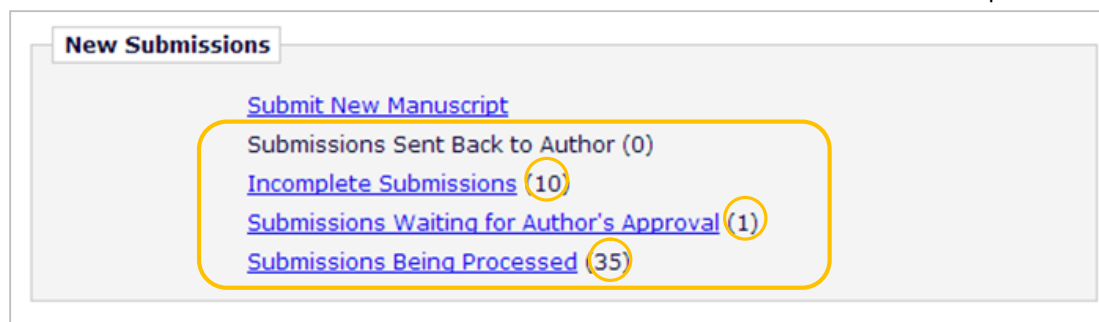 New Submissions
Submit New Manuscript
Submissions Sent Back to Author (0)
Incomplete Submissions (10)
Submissions Waiting for Author's Approval (1)
Submissions Being Processed (35)